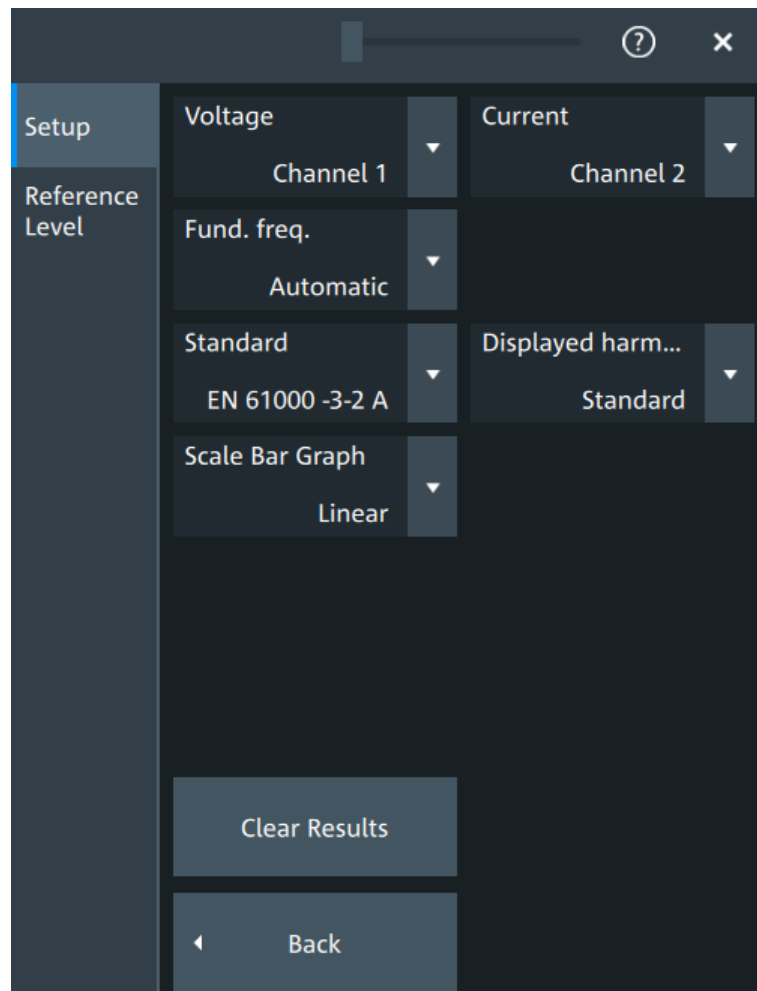 ?
Setup
Reference
Level
Voltage
Channel 1
Current
Channel 2
Fund. freq.
Automatic
Standard
EN 61000 -3-2 A
Displayed harm...
Standard
Scale Bar Graph
Linear
Clear Results
Back